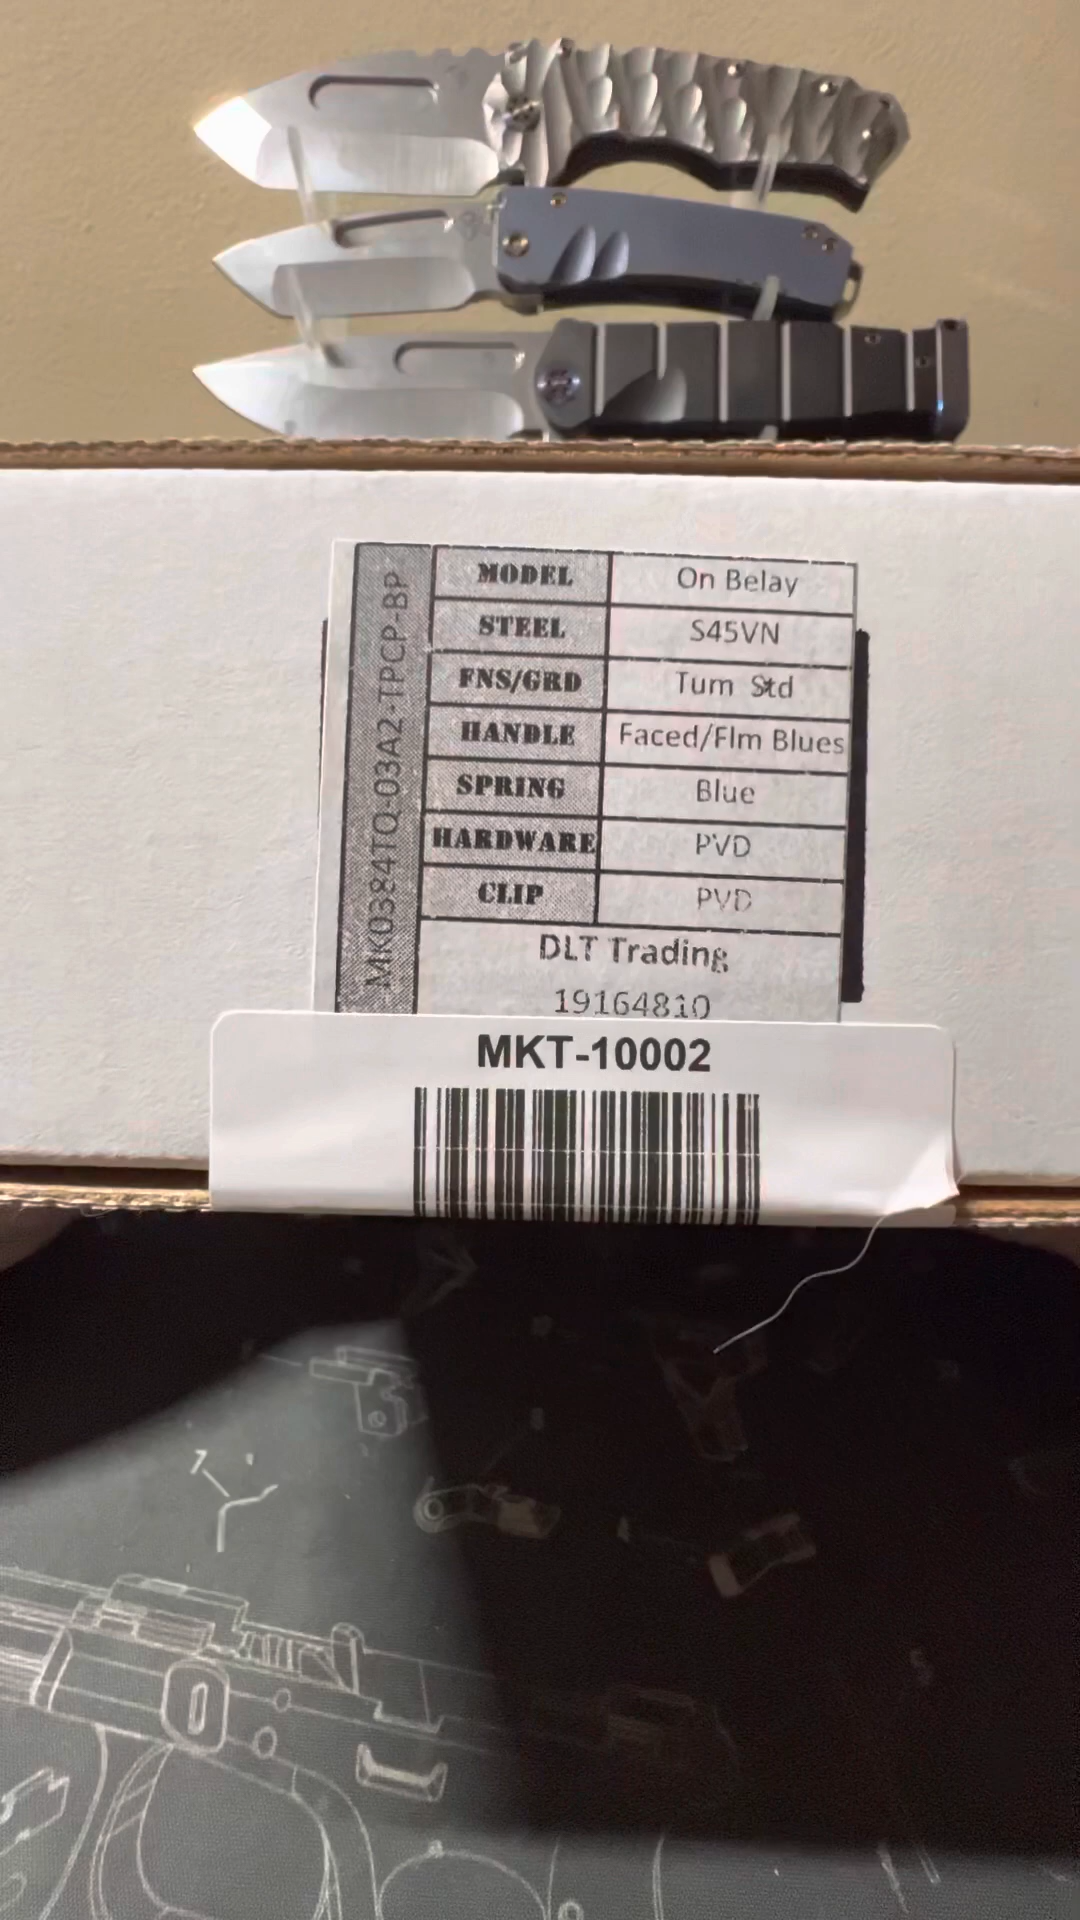 MK0384TQ-03A2-TPCP-BP
MODEL On Belay
STEEL S45VN
FNS/GRD Tum Std
HANDLE Faced/Flm Blues
SPRING Blue
HARDWARE PVD
CLIP PVD
DLT Trading
19164810
MKT-10002